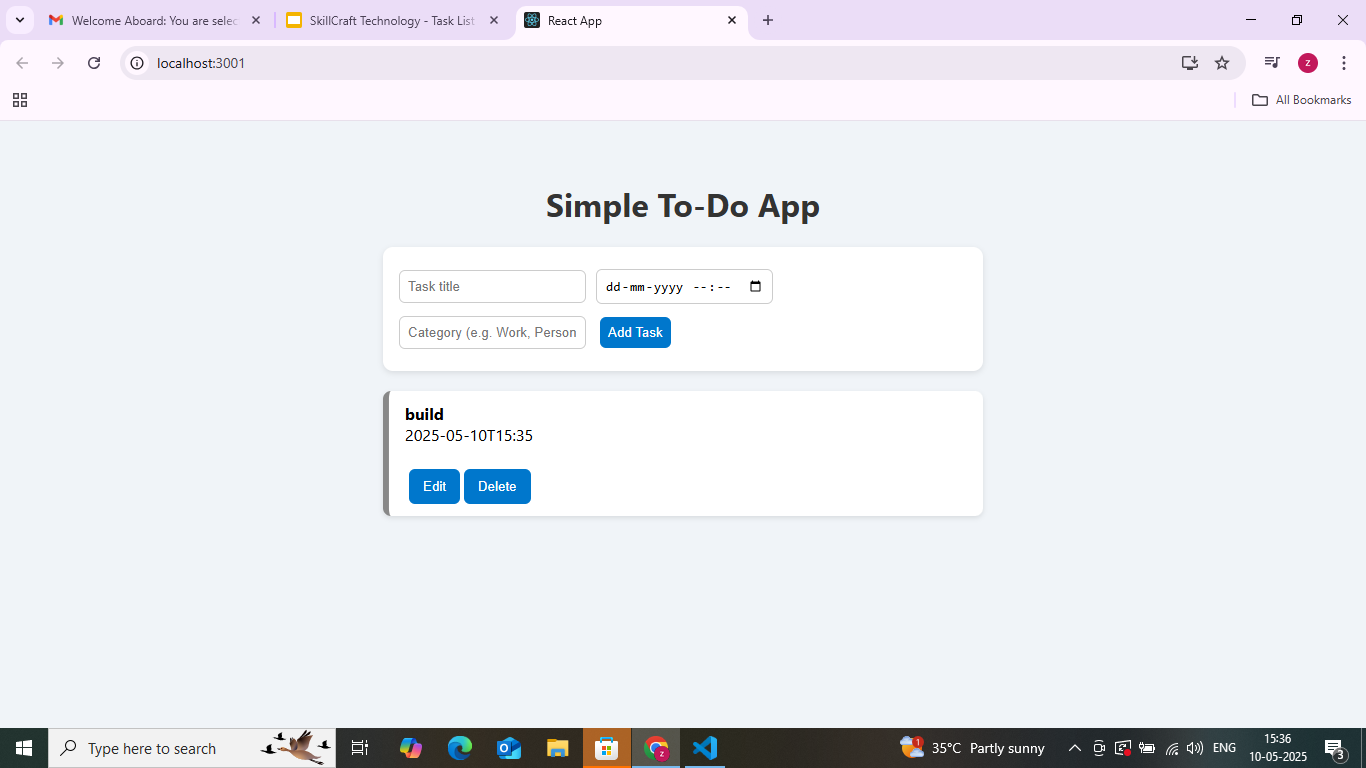 Welcome Aboard: You are selec
SkillCraft Technology - Task List
React App
localhost:3001
z
All Bookmarks
Simple To-Do App
Task title
dd-mm-yyyy --:--
Category (e.g. Work, Person
Add Task
build
2025-05-10T15:35
Edit
Delete
Type here to search
z
1
35°C Partly sunny
ENG
15:36
10-05-2025
3